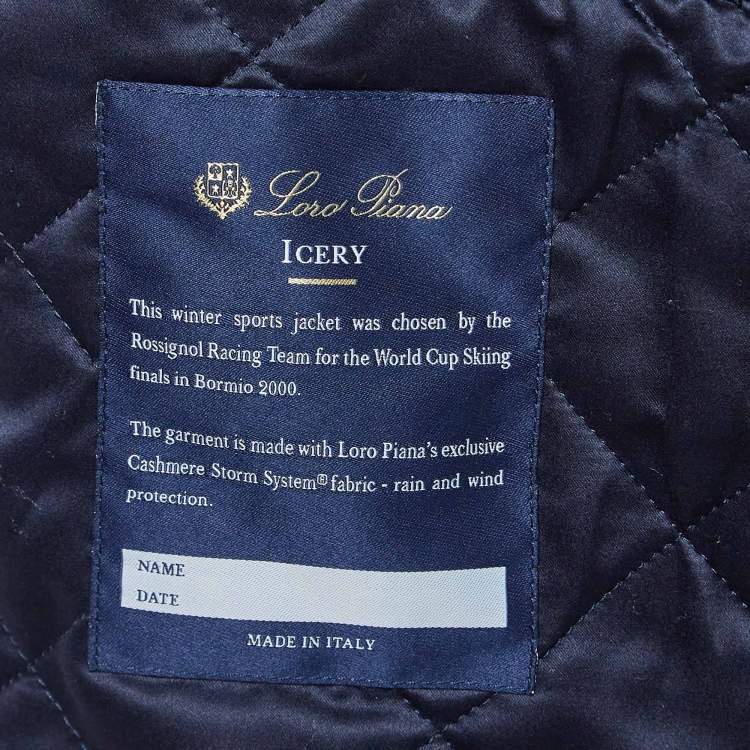 Loro Piana
ICERY
This winter sports jacket was chosen by the
Rossignol Racing Team for the World Cup Skiing
finals in Bormio 2000.
The garment is made with Loro Piana's exclusive
Cashmere Storm System® fabric - rain and wind
protection.
NAME
DATE
MADE IN ITALY